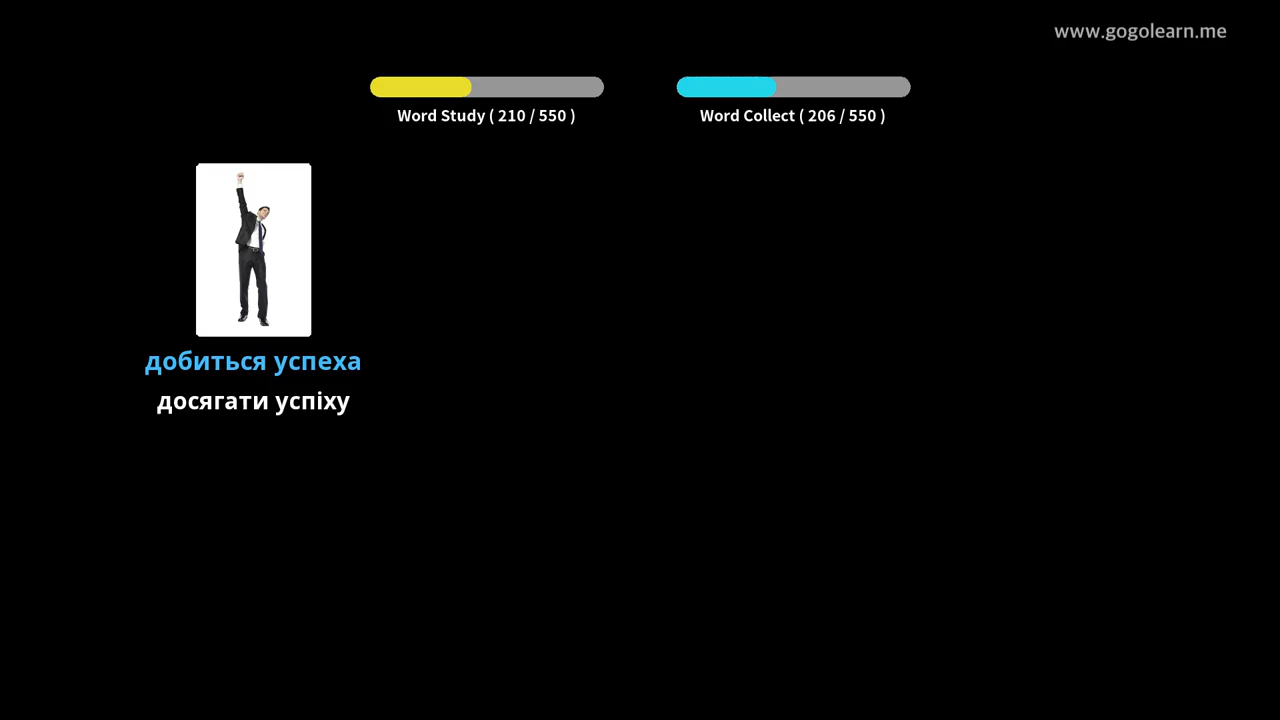 www.gogolearn.me
Word Study ( 210 / 550 )
Word Collect ( 206 / 550 )
добиться успеха
досягати успіху